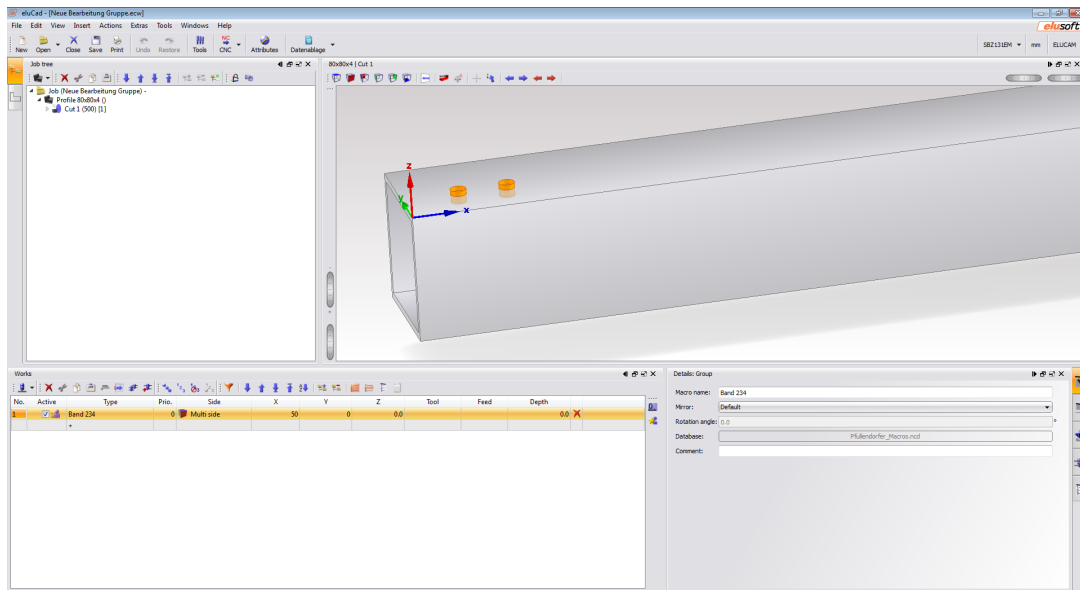 eluCad - [Neue Bearbeitung Gruppe.ecw]
File Edit View Insert Actions Extras Tools Windows Help
elusoft
New Open Close Save Print Undo Restore Tools CNC Attributes Datenablage
NC
SBZ131EM mm ELUCAM
Job tree
80x80x4 | Cut 1
Job (Neue Bearbeitung Gruppe) -
Profile 80x80x4 ()
Cut 1 (500) [1]
z
y
x
Works
No. Active Type Prio. Side X Y Z Tool Feed Depth
1 Band 234 0 Multi side 50 0 0.0 0.0
+
Details: Group
Macro name: Band 234
Mirror: Default
Rotation angle: 0.0 °
Database: Pfullendorfer_Macros.ncd
Comment: